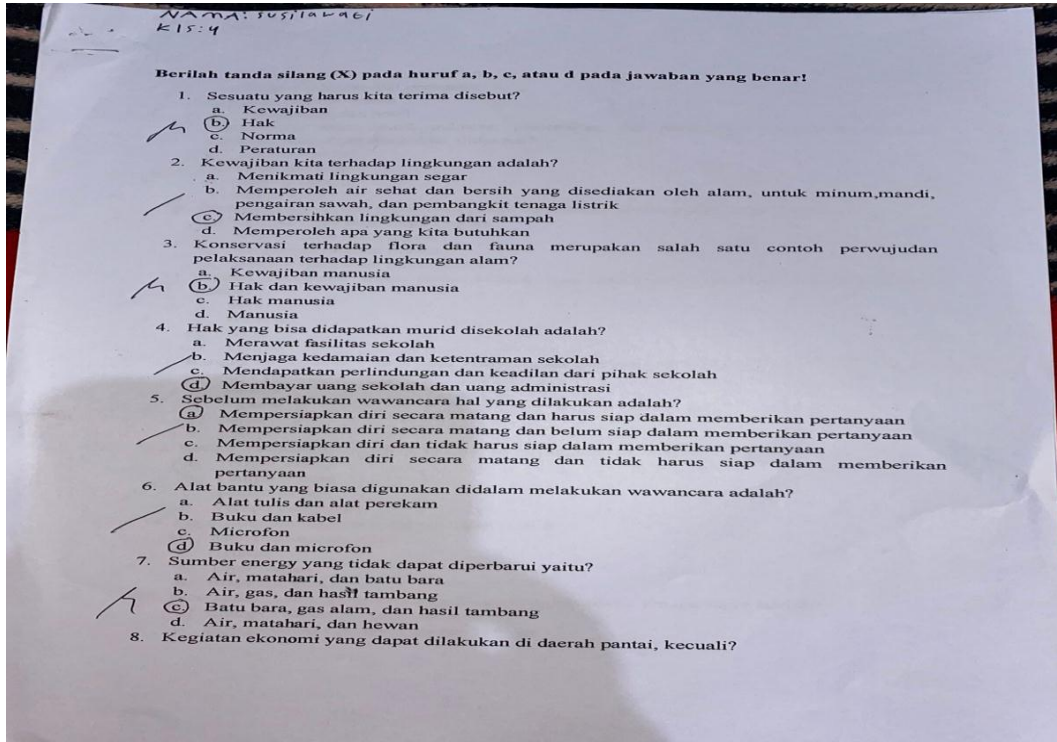 NAMA: susilawati
KlS: 4
Berilah tanda silang (X) pada huruf a, b, c, atau d pada jawaban yang benar!
1. Sesuatu yang harus kita terima disebut?
a. Kewajiban
b. Hak
c. Norma
d. Peraturan
2. Kewajiban kita terhadap lingkungan adalah?
a. Menikmati lingkungan segar
b. Memperoleh air sehat dan bersih yang disediakan oleh alam, untuk minum,mandi,
pengairan sawah, dan pembangkit tenaga listrik
c. Membersihkan lingkungan dari sampah
d. Memperoleh apa yang kita butuhkan
3. Konservasi terhadap flora dan fauna merupakan salah satu contoh perwujudan
pelaksanaan terhadap lingkungan alam?
a. Kewajiban manusia
b. Hak dan kewajiban manusia
c. Hak manusia
d. Manusia
4. Hak yang bisa didapatkan murid disekolah adalah?
a. Merawat fasilitas sekolah
b. Menjaga kedamaian dan ketentraman sekolah
c. Mendapatkan perlindungan dan keadilan dari pihak sekolah
d. Membayar uang sekolah dan uang administrasi
5. Sebelum melakukan wawancara hal yang dilakukan adalah?
a. Mempersiapkan diri secara matang dan harus siap dalam memberikan pertanyaan
b. Mempersiapkan diri secara matang dan belum siap dalam memberikan pertanyaan
c. Mempersiapkan diri dan tidak harus siap dalam memberikan pertanyaan
d. Mempersiapkan diri secara matang dan tidak harus siap dalam memberikan
pertanyaan
6. Alat bantu yang biasa digunakan didalam melakukan wawancara adalah?
a. Alat tulis dan alat perekam
b. Buku dan kabel
c. Microfon
d. Buku dan microfon
7. Sumber energy yang tidak dapat diperbarui yaitu?
a. Air, matahari, dan batu bara
b. Air, gas, dan hasil tambang
c. Batu bara, gas alam, dan hasil tambang
d. Air, matahari, dan hewan
8. Kegiatan ekonomi yang dapat dilakukan di daerah pantai, kecuali?